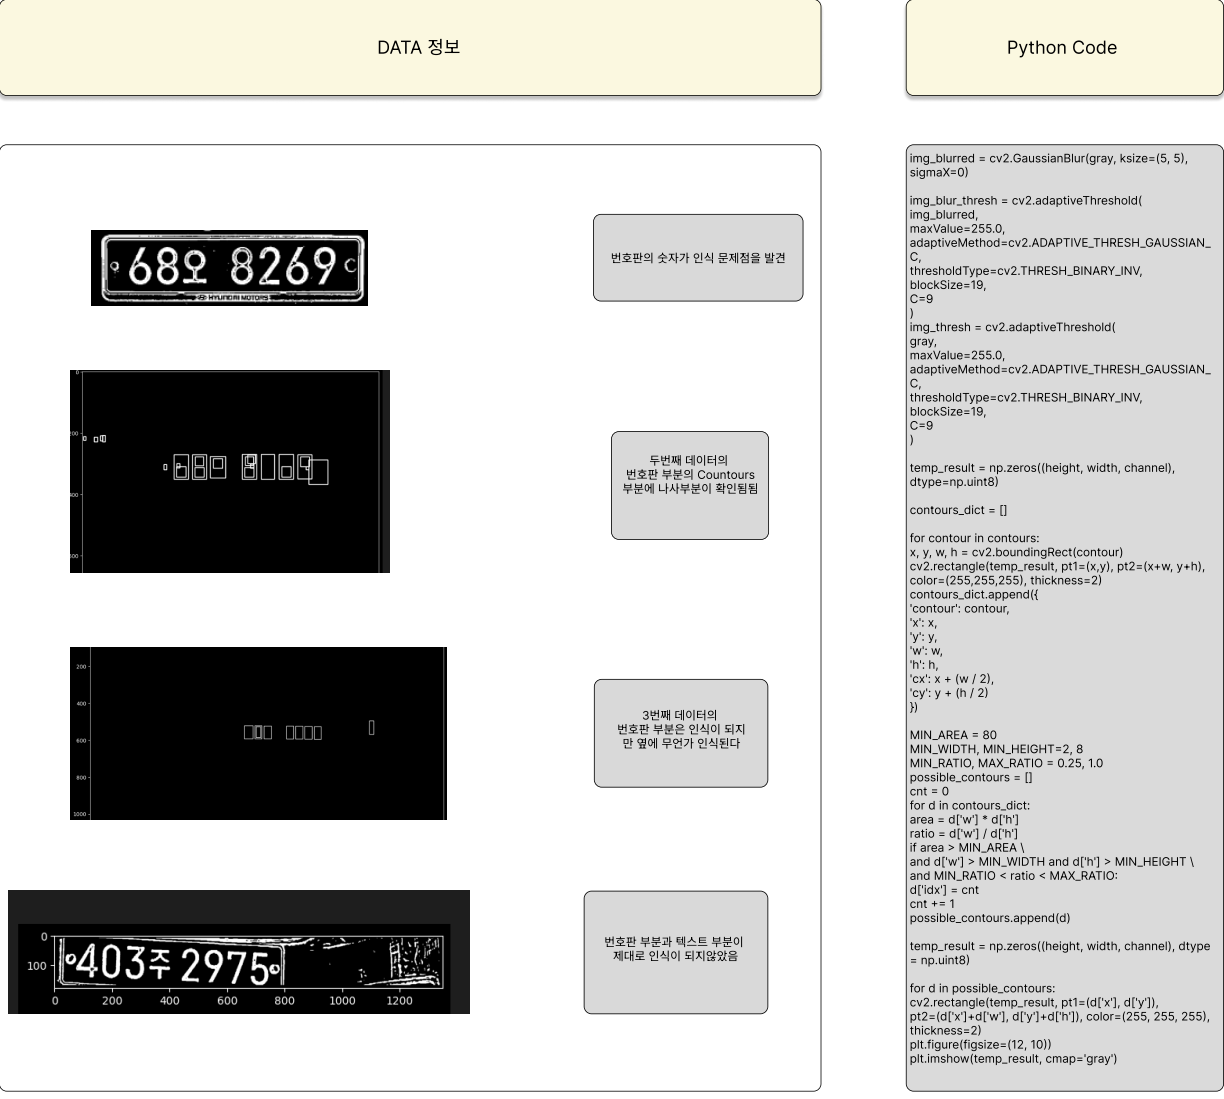 DATA 정보
Python Code
68오 8269
HYUNDAI MOTORS
번호판의 숫자가 인식 문제점을 발견
0
두번째 데이터의
번호판 부분의 Countours
부분에 나사부분이 확인됨됨
200
400
600
800
1000
3번째 데이터의
번호판 부분은 인식이 되지
만 옆에 무언가 인식된다
0
100
403주 2975
0 200 400 600 800 1000 1200
번호판 부분과 텍스트 부분이
제대로 인식이 되지않았음
img_blurred = cv2.GaussianBlur(gray, ksize=(5, 5),
sigmaX=0)
img_blur_thresh = cv2.adaptiveThreshold(
img_blurred,
maxValue=255.0,
adaptiveMethod=cv2.ADAPTIVE_THRESH_GAUSSIAN_
C,
thresholdType=cv2.THRESH_BINARY_INV,
blockSize=19,
C=9
)
img_thresh = cv2.adaptiveThreshold(
gray,
maxValue=255.0,
adaptiveMethod=cv2.ADAPTIVE_THRESH_GAUSSIAN_
C,
thresholdType=cv2.THRESH_BINARY_INV,
blockSize=19,
C=9
)
temp_result = np.zeros((height, width, channel),
dtype=np.uint8)
contours_dict = []
for contour in contours:
x, y, w, h = cv2.boundingRect(contour)
cv2.rectangle(temp_result, pt1=(x,y), pt2=(x+w, y+h),
color=(255,255,255), thickness=2)
contours_dict.append({
'contour': contour,
'x': x,
'y': y,
'w': w,
'h': h,
'cx': x + (w / 2),
'cy': y + (h / 2)
})
MIN_AREA = 80
MIN_WIDTH, MIN_HEIGHT=2, 8
MIN_RATIO, MAX_RATIO = 0.25, 1.0
possible_contours = []
cnt = 0
for d in contours_dict:
area = d['w'] * d['h']
ratio = d['w'] / d['h']
if area > MIN_AREA \
and d['w'] > MIN_WIDTH and d['h'] > MIN_HEIGHT \
and MIN_RATIO < ratio < MAX_RATIO:
d['idx'] = cnt
cnt += 1
possible_contours.append(d)
temp_result = np.zeros((height, width, channel), dtype
= np.uint8)
for d in possible_contours:
cv2.rectangle(temp_result, pt1=(d['x'], d['y']),
pt2=(d['x']+d['w'], d['y']+d['h']), color=(255, 255, 255),
thickness=2)
plt.figure(figsize=(12, 10))
plt.imshow(temp_result, cmap='gray')